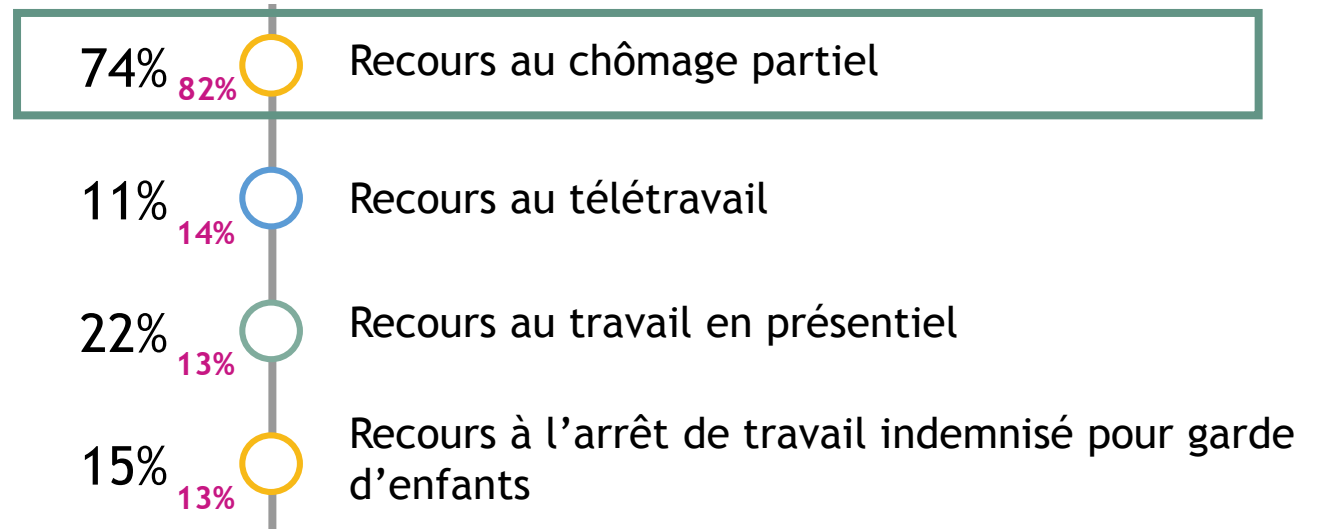 74% 82% Recours au chômage partiel
11% 14% Recours au télétravail
22% 13% Recours au travail en présentiel
15% 13% Recours à l’arrêt de travail indemnisé pour garde
d’enfants